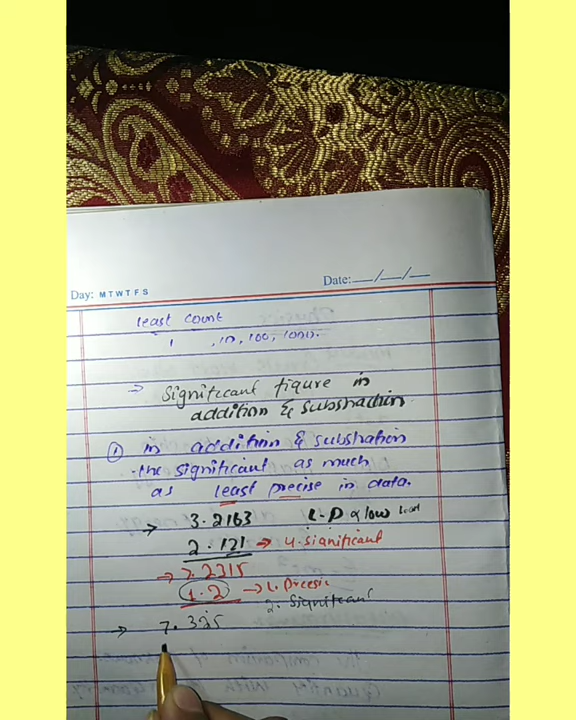 Day: M T W T F S
Date: __/__/__
least count
1, 10, 100, 1000.
→ Significant figure in
addition & substraction
① in addition & substration
the significant as much
as least precise in data.
→ 3.2163 L.P α low
2.121 → 4.significant
→ 7.2315
1.2 → L.
2. Significant
→ 7.325